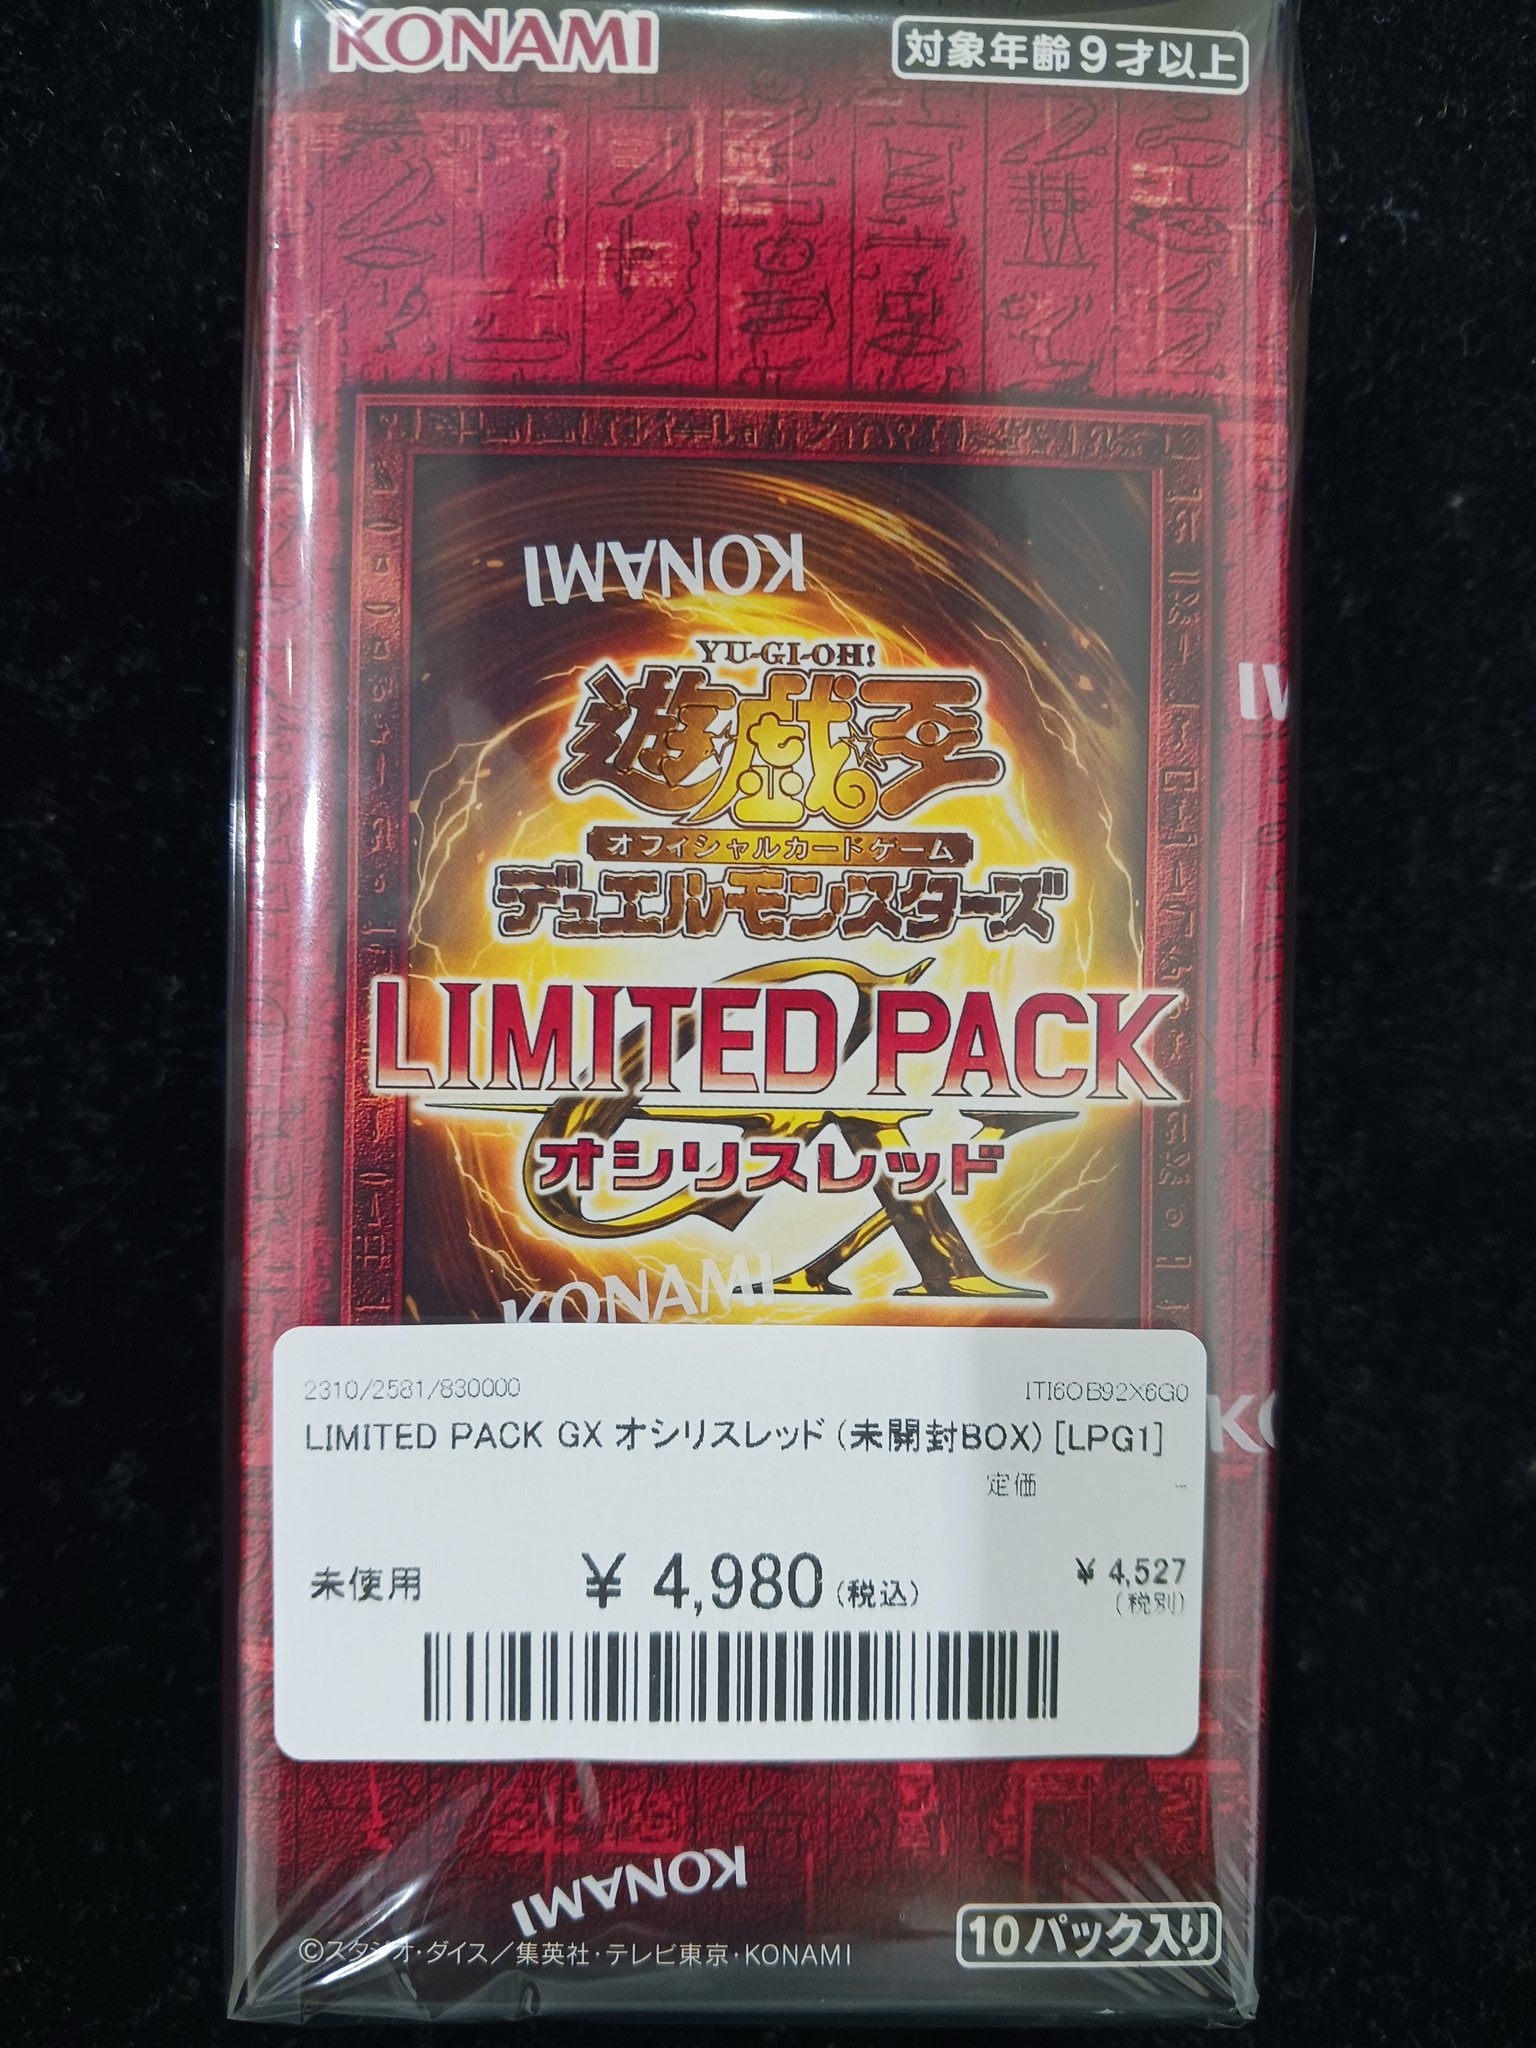 KONAMI
対象年齢9才以上
KONAMI
YU-GI-OH!
遊☆戯☆王
オフィシャルカードゲーム
デュエルモンスターズ
LIMITED PACK
GX
オシリスレッド
KONAMI
2310/2581/830000
ITI6OB92X6G0
LIMITED PACK GX オシリスレッド (未開封BOX) [LPG1]
定価 -
未使用
¥ 4,980 (税込)
¥ 4,527
(税別)
KONAMI
©スタジオ・ダイス/集英社・テレビ東京・KONAMI
10パック入り